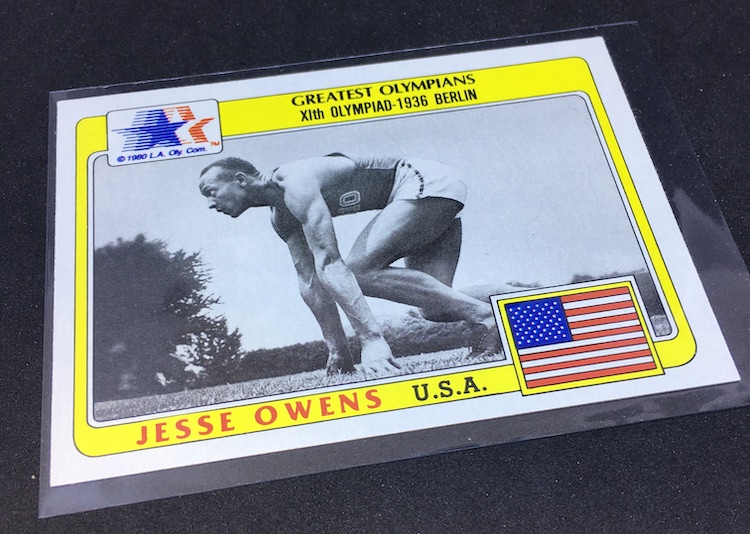 GREATEST OLYMPIANS
XIth OLYMPIAD-1936 BERLIN
© 1980 L.A. Oly. Com. TM
JESSE OWENS U.S.A.